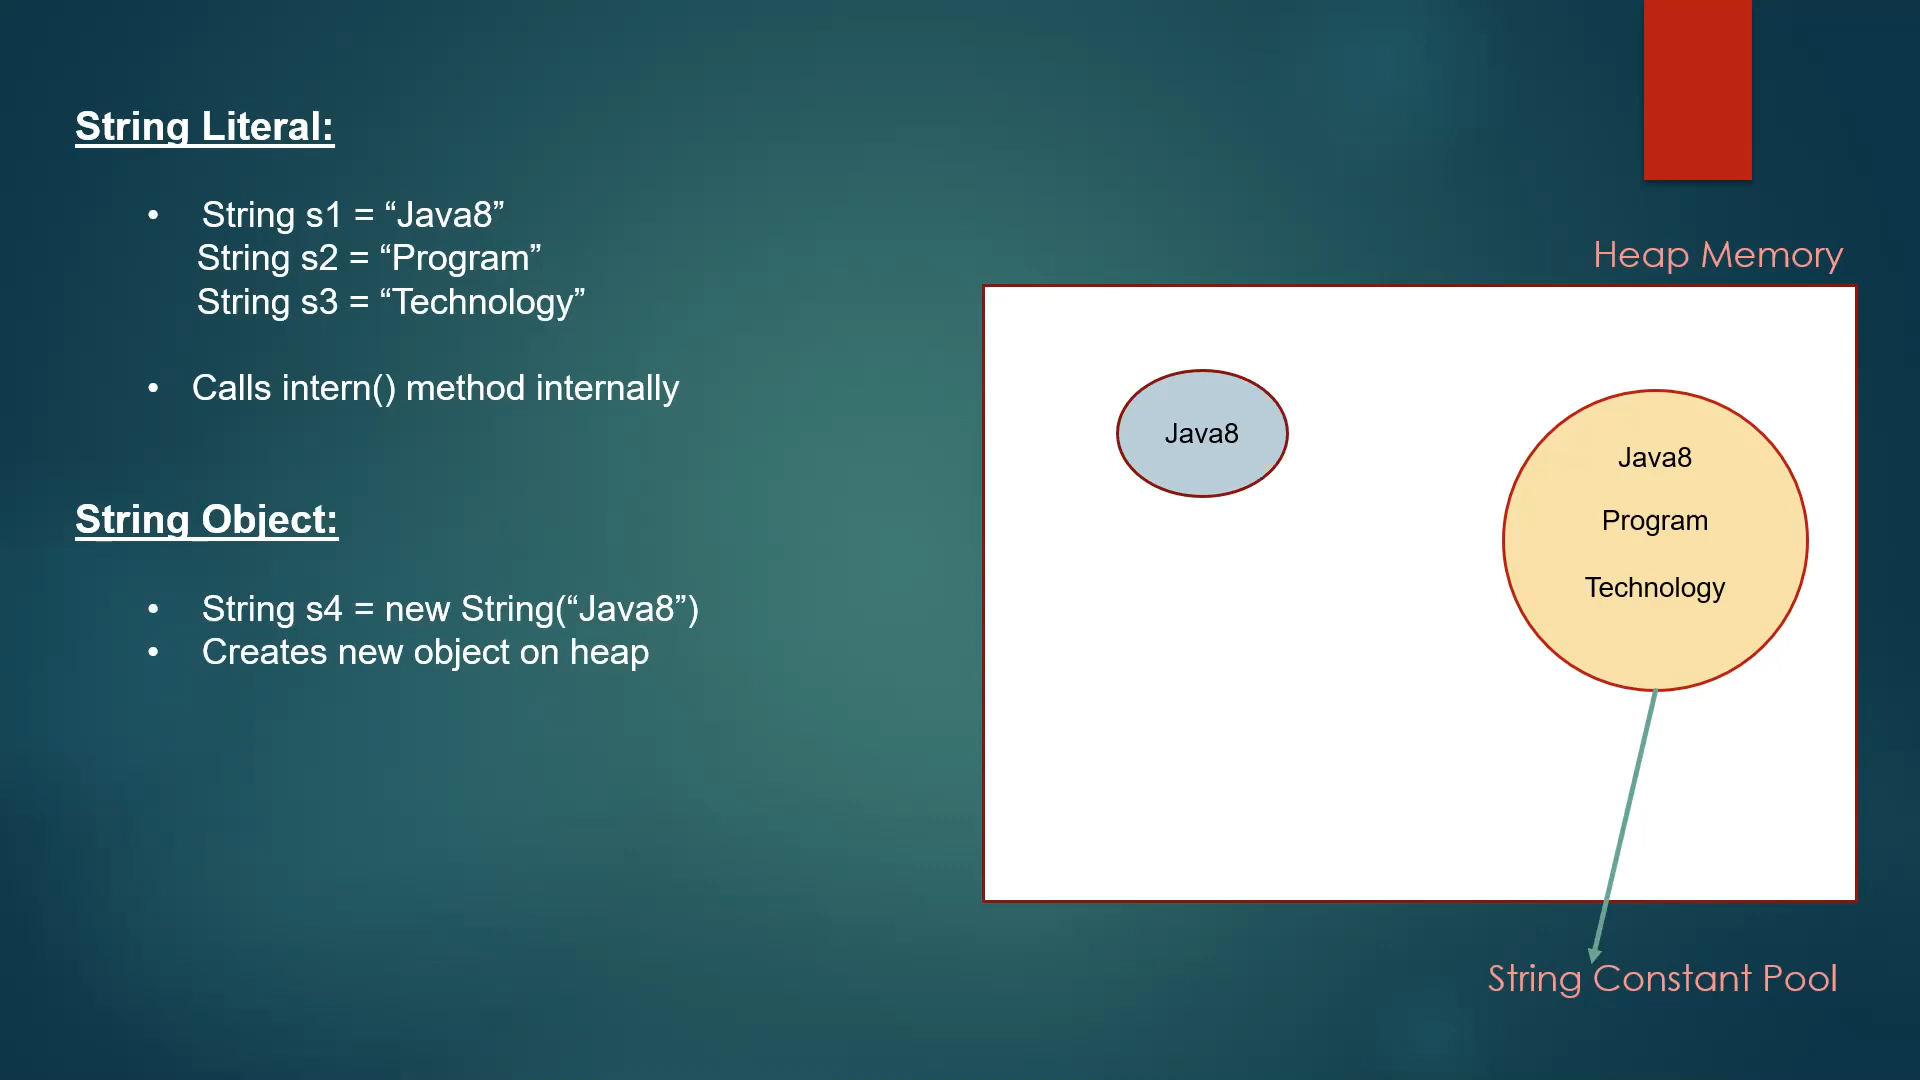 String Literal:
• String s1 = “Java8”
String s2 = “Program”
String s3 = “Technology”
• Calls intern() method internally
String Object:
• String s4 = new String(“Java8”)
• Creates new object on heap
Heap Memory
Java8
Java8
Program
Technology
String Constant Pool